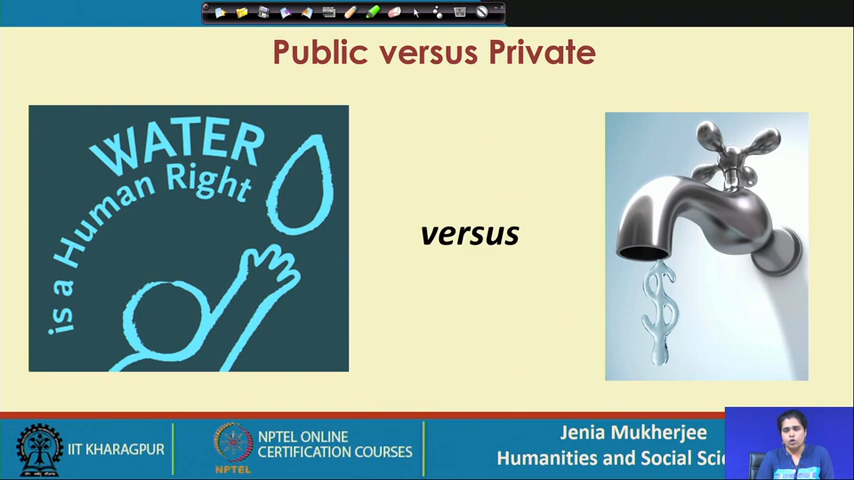 Public versus Private
WATER
is a Human Right
versus
$
IIT KHARAGPUR
NPTEL
NPTEL ONLINE
CERTIFICATION COURSES
Jenia Mukherjee
Humanities and Social